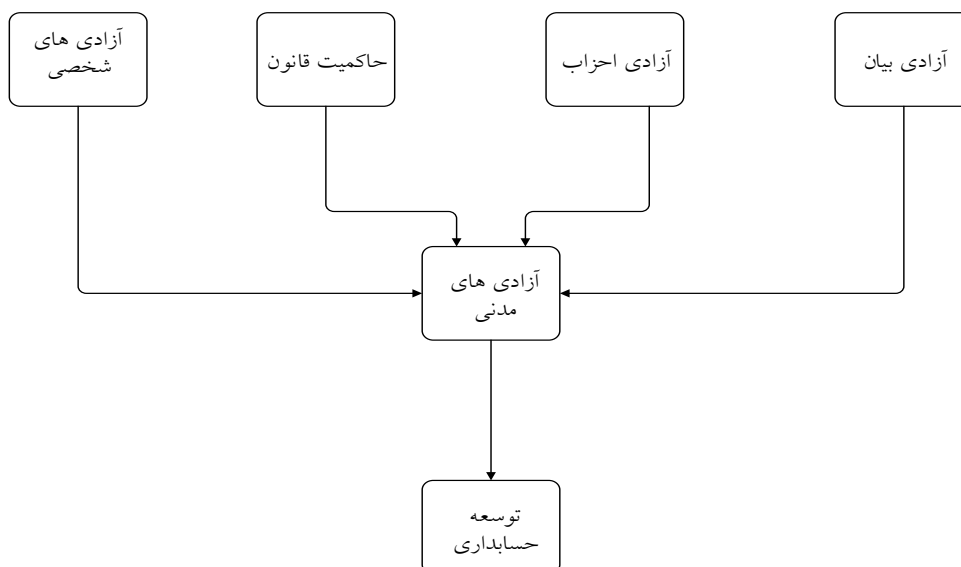 آزادی بیان
آزادی احزاب
حاکمیت قانون
آزادی های
شخصی
آزادی های
مدنی
توسعه
حسابداری